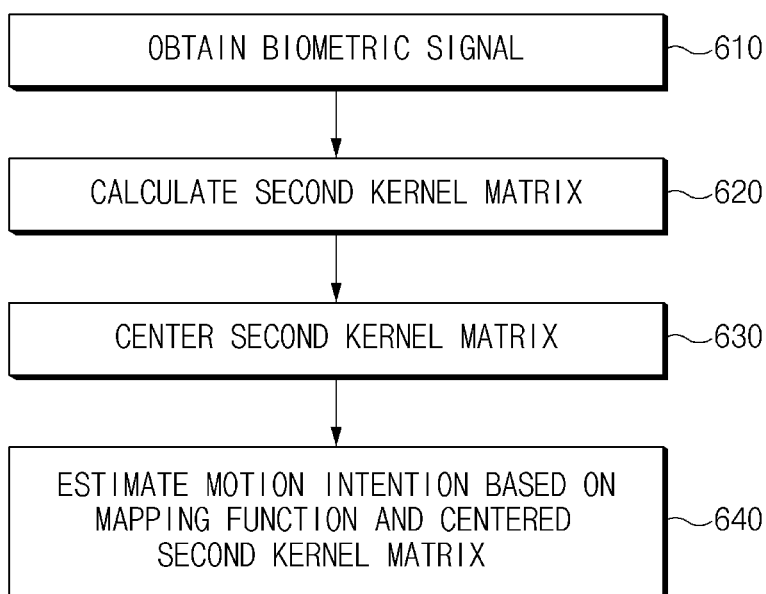 OBTAIN BIOMETRIC SIGNAL
610
CALCULATE SECOND KERNEL MATRIX
620
CENTER SECOND KERNEL MATRIX
630
ESTIMATE MOTION INTENTION BASED ON
MAPPING FUNCTION AND CENTERED
SECOND KERNEL MATRIX
640